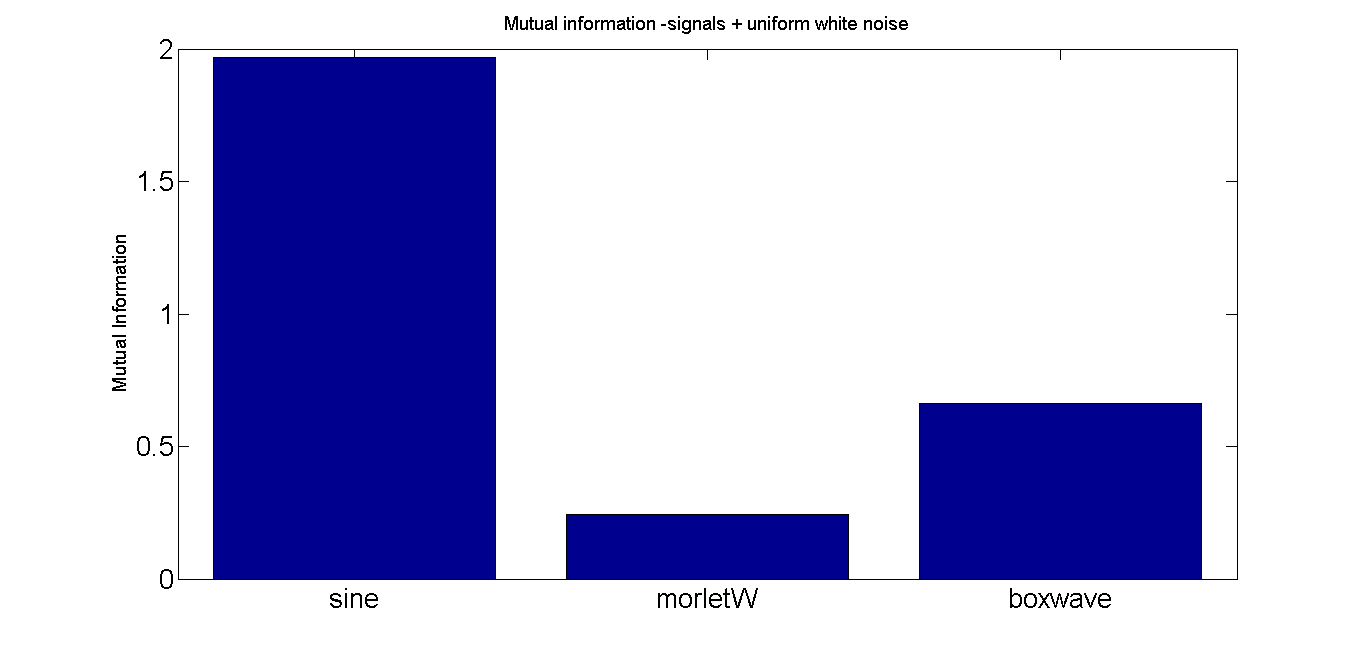 Mutual information -signals + uniform white noise
2
1.5
1
0.5
0
Mutual Information
sine morletW boxwave